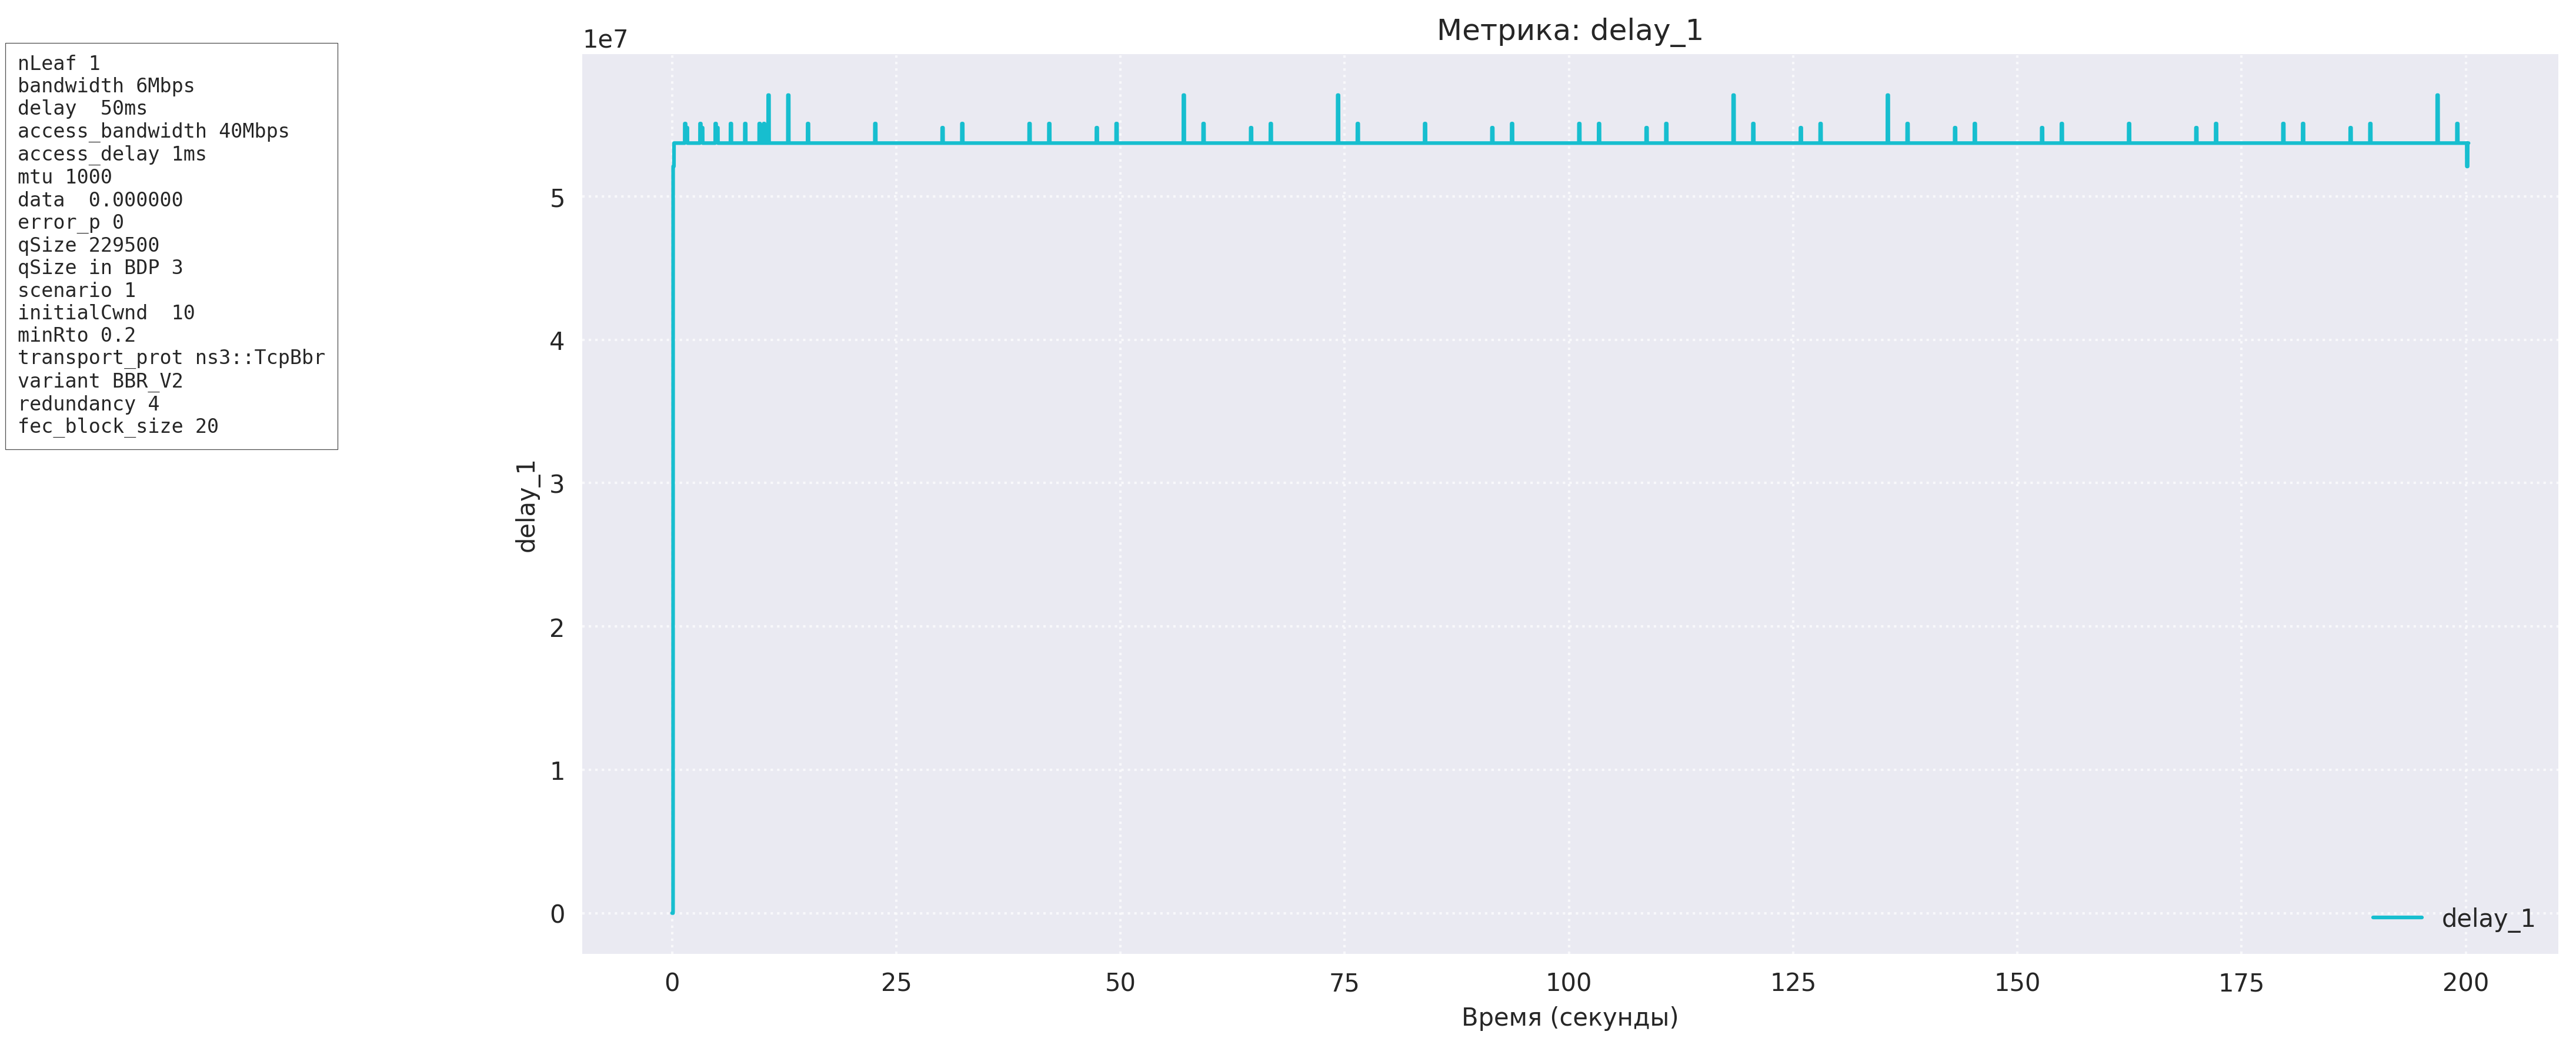 nLeaf 1
bandwidth 6Mbps
delay  50ms
access_bandwidth 40Mbps
access_delay 1ms
mtu 1000
data  0.000000
error_p 0
qSize 229500
qSize in BDP 3
scenario 1
initialCwnd  10
minRto 0.2
transport_prot ns3::TcpBbr
variant BBR_V2
redundancy 4
fec_block_size 20
Метрика: delay_1
1e7
5
4
3
2
1
0
delay_1
0 25 50 75 100 125 150 175 200
Время (секунды)
delay_1